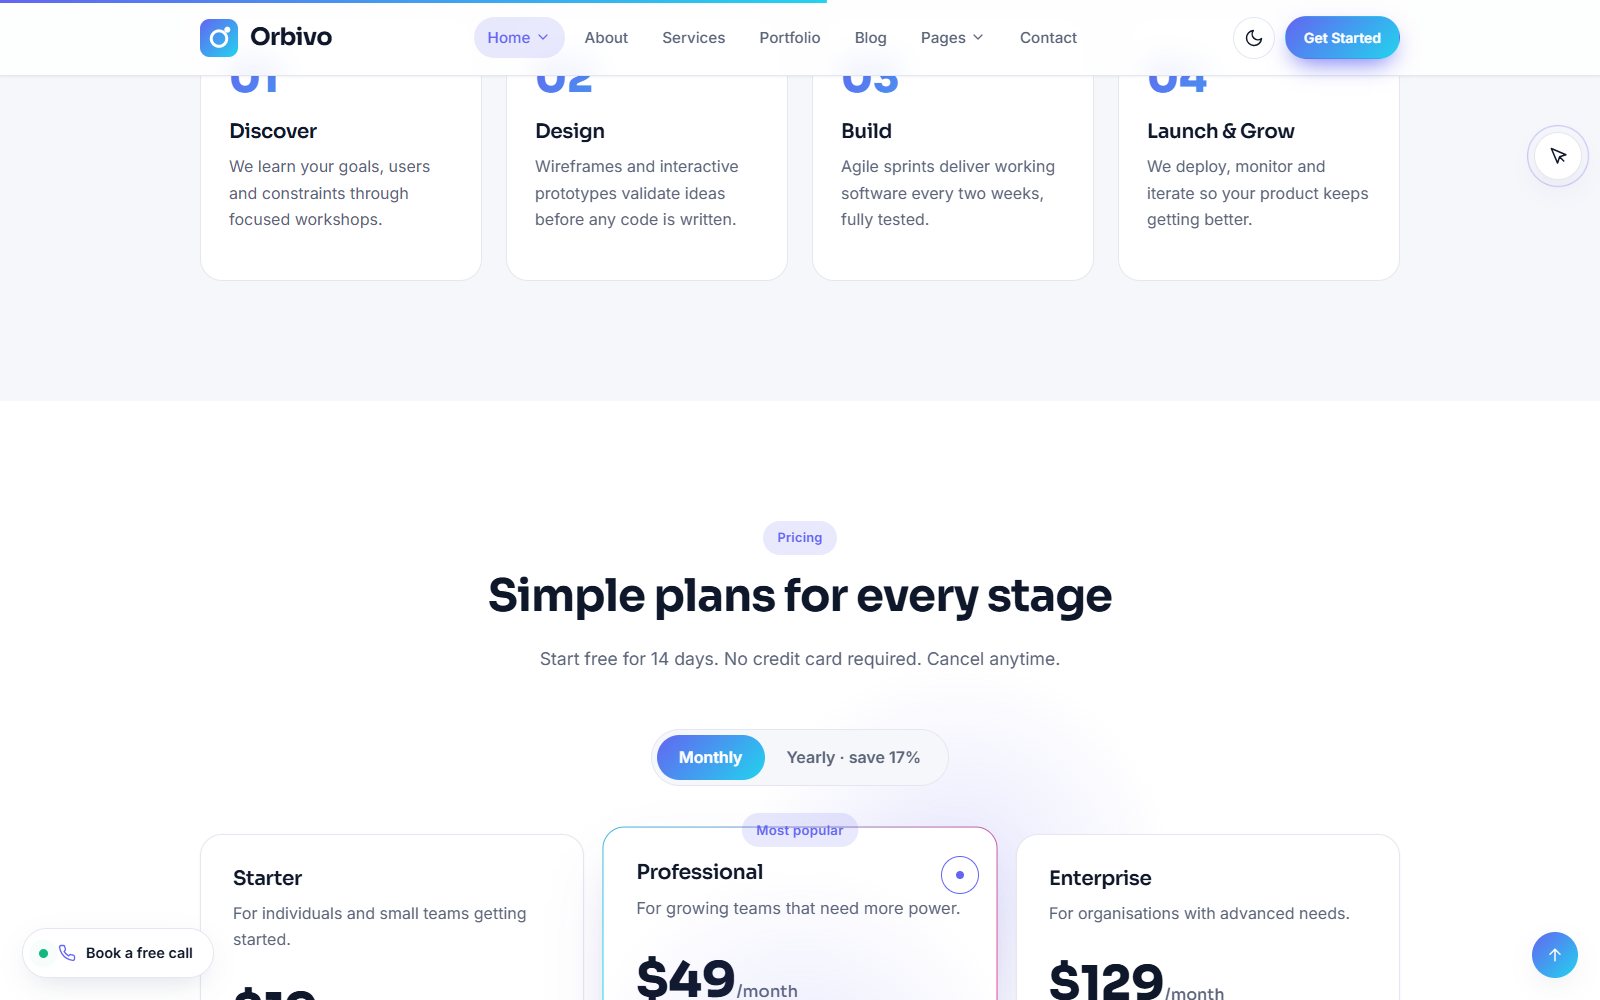 Orbivo
Home
About
Services
Portfolio
Blog
Pages
Contact
Get Started
01
02
03
04
Discover
We learn your goals, users
and constraints through
focused workshops.
Design
Wireframes and interactive
prototypes validate ideas
before any code is written.
Build
Agile sprints deliver working
software every two weeks,
fully tested.
Launch & Grow
We deploy, monitor and
iterate so your product keeps
getting better.
Pricing
Simple plans for every stage
Start free for 14 days. No credit card required. Cancel anytime.
Monthly
Yearly · save 17%
Starter
For individuals and small teams getting
started.
Most popular
Professional
For growing teams that need more power.
$49/month
Enterprise
For organisations with advanced needs.
$129/month
Book a free call